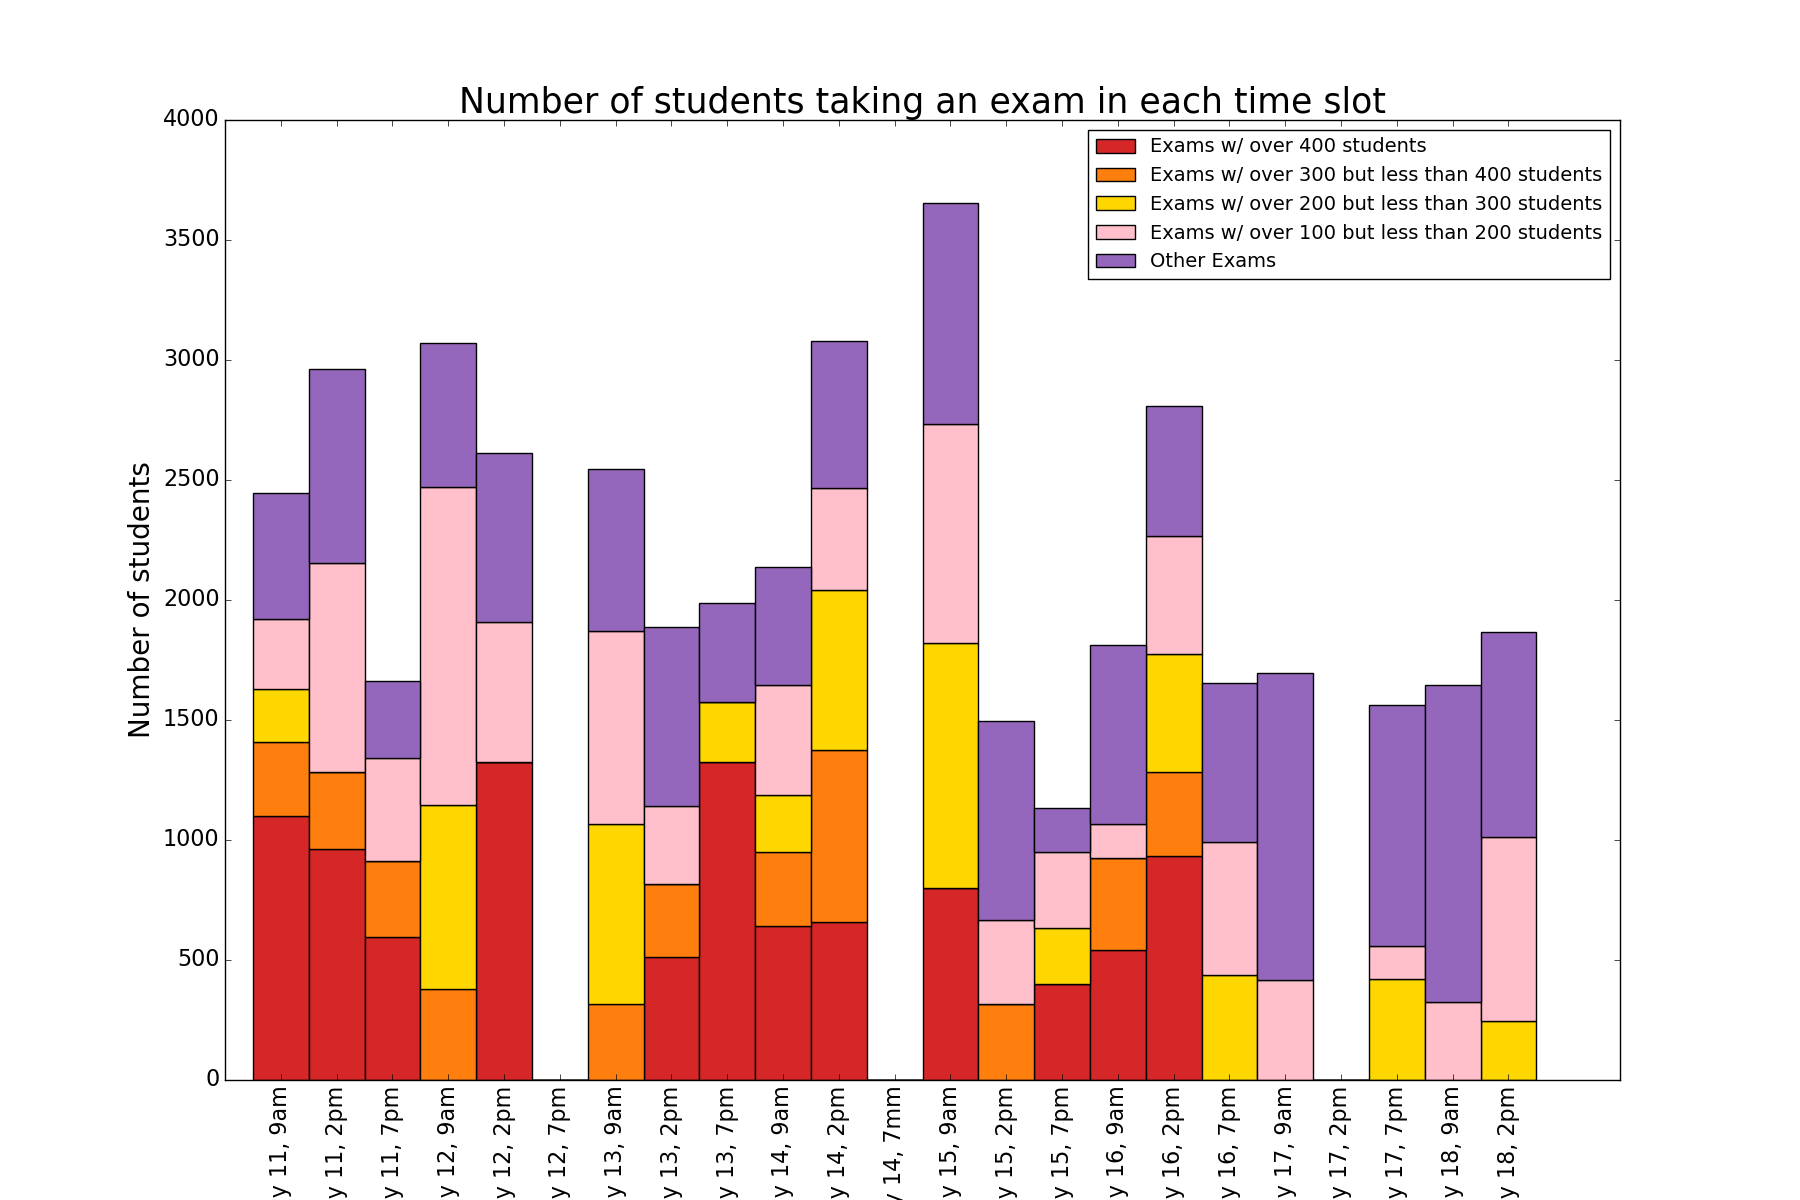 Number of students taking an exam in each time slot
4000
3500
3000
2500
2000
1500
1000
500
0
Number of students
Exams w/ over 400 students
Exams w/ over 300 but less than 400 students
Exams w/ over 200 but less than 300 students
Exams w/ over 100 but less than 200 students
Other Exams
y 11, 9am
y 11, 2pm
y 11, 7pm
y 12, 9am
y 12, 2pm
y 12, 7pm
y 13, 9am
y 13, 2pm
y 13, 7pm
y 14, 9am
y 14, 2pm
y 14, 7mm
y 15, 9am
y 15, 2pm
y 15, 7pm
y 16, 9am
y 16, 2pm
y 16, 7pm
y 17, 9am
y 17, 2pm
y 17, 7pm
y 18, 9am
y 18, 2pm